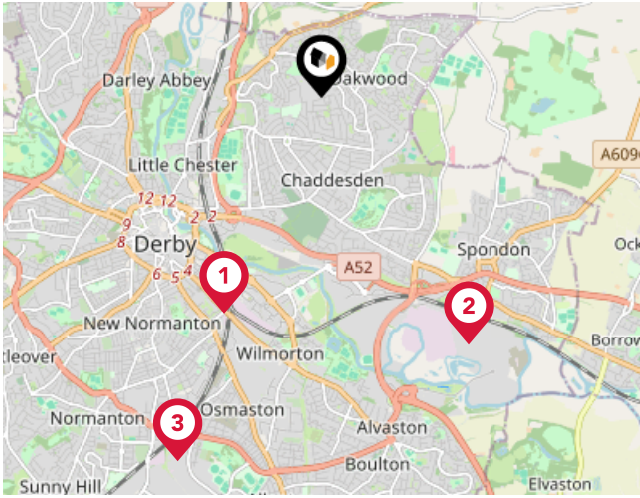 Oakwood
Darley Abbey
A609
Little Chester
Chaddesden
12 12
2 2
9
8
Derby
Spondon
Ock
6 5 4
1
A52
2
New Normanton
Borrow
Wilmorton
tleover
3
Osmaston
Normanton
Alvaston
Boulton
Sunny Hill
Elvaston